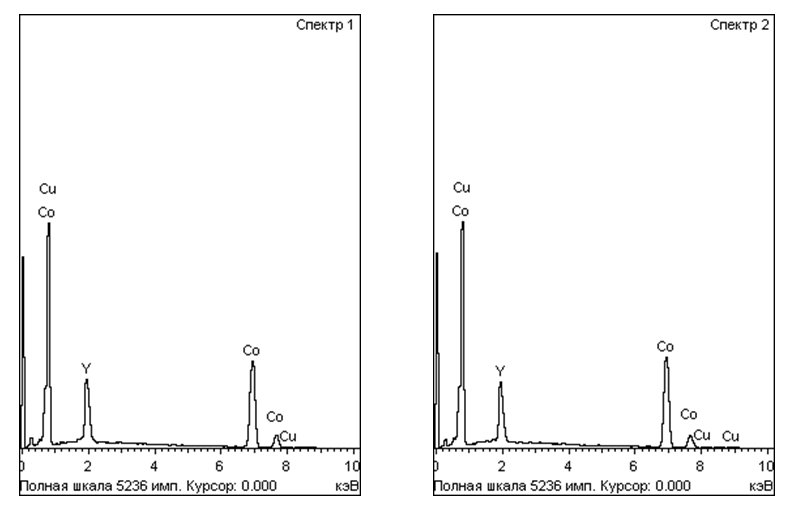 Спектр 1
Cu
Co
Y
Co
Co
Cu
0 2 4 6 8 10
Полная шкала 5236 имп. Курсор: 0.000 кэВ
Спектр 2
Cu
Co
Y
Co
Co
Cu Cu
0 2 4 6 8 10
Полная шкала 5236 имп. Курсор: 0.000 кэВ